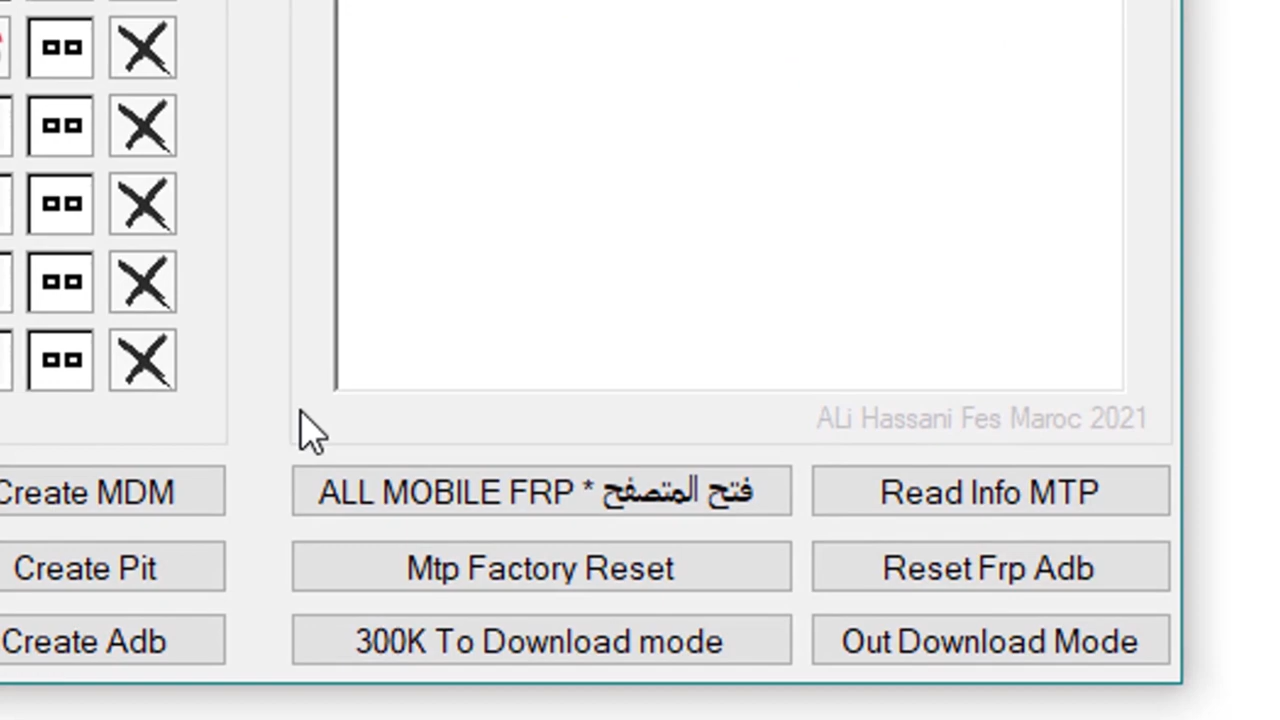 ALi Hassani Fes Maroc 2021
Create MDM
ALL MOBILE FRP * فتح المتصفح
Read Info MTP
Create Pit
Mtp Factory Reset
Reset Frp Adb
Create Adb
300K To Download mode
Out Download Mode